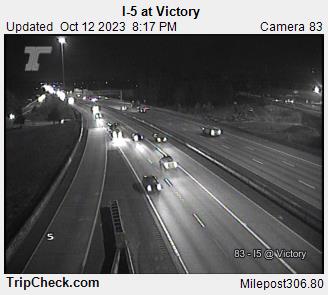 I-5 at Victory
Updated Oct 12 2023 8:17 PM Camera 83
T
S
83 - I5 @ Victory
TripCheck.com Milepost306.80